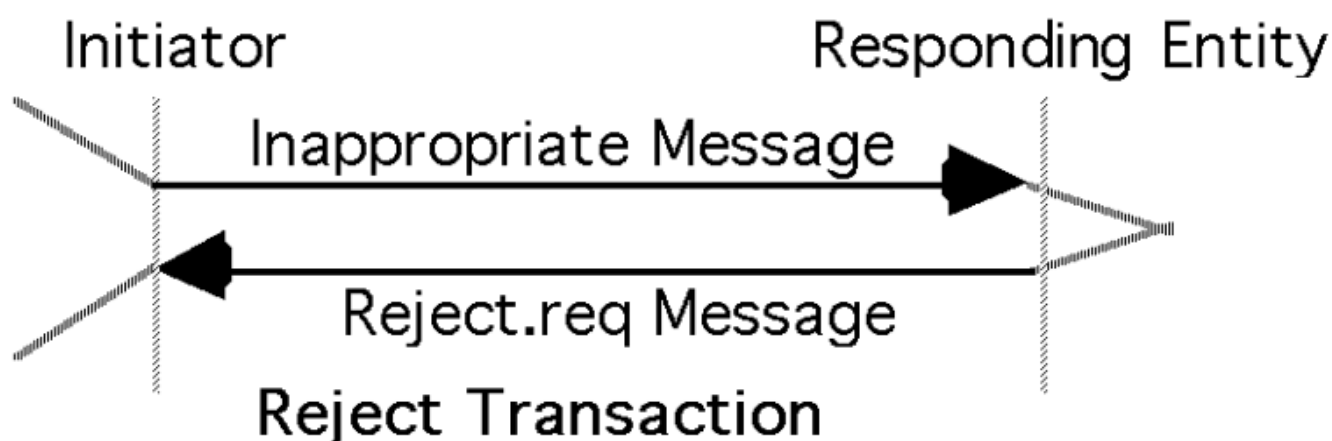 Initiator
Responding Entity
Inappropriate Message
Reject.req Message
Reject Transaction